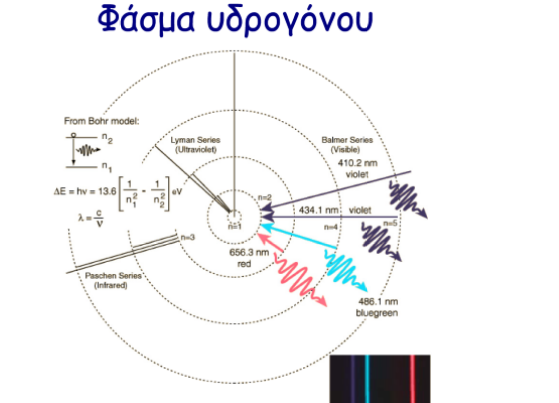 Φάσμα υδρογόνου
From Bohr model:
n2
n1
ΔE = hν = 13.6 [1/n1² - 1/n2²] eV
λ = c/ν
Lyman Series
(Ultraviolet)
Balmer Series
(Visible)
410.2 nm
violet
n=2
434.1 nm violet
n=1
n=4
n=5
n=3
656.3 nm
red
Paschen Series
(Infrared)
486.1 nm
bluegreen